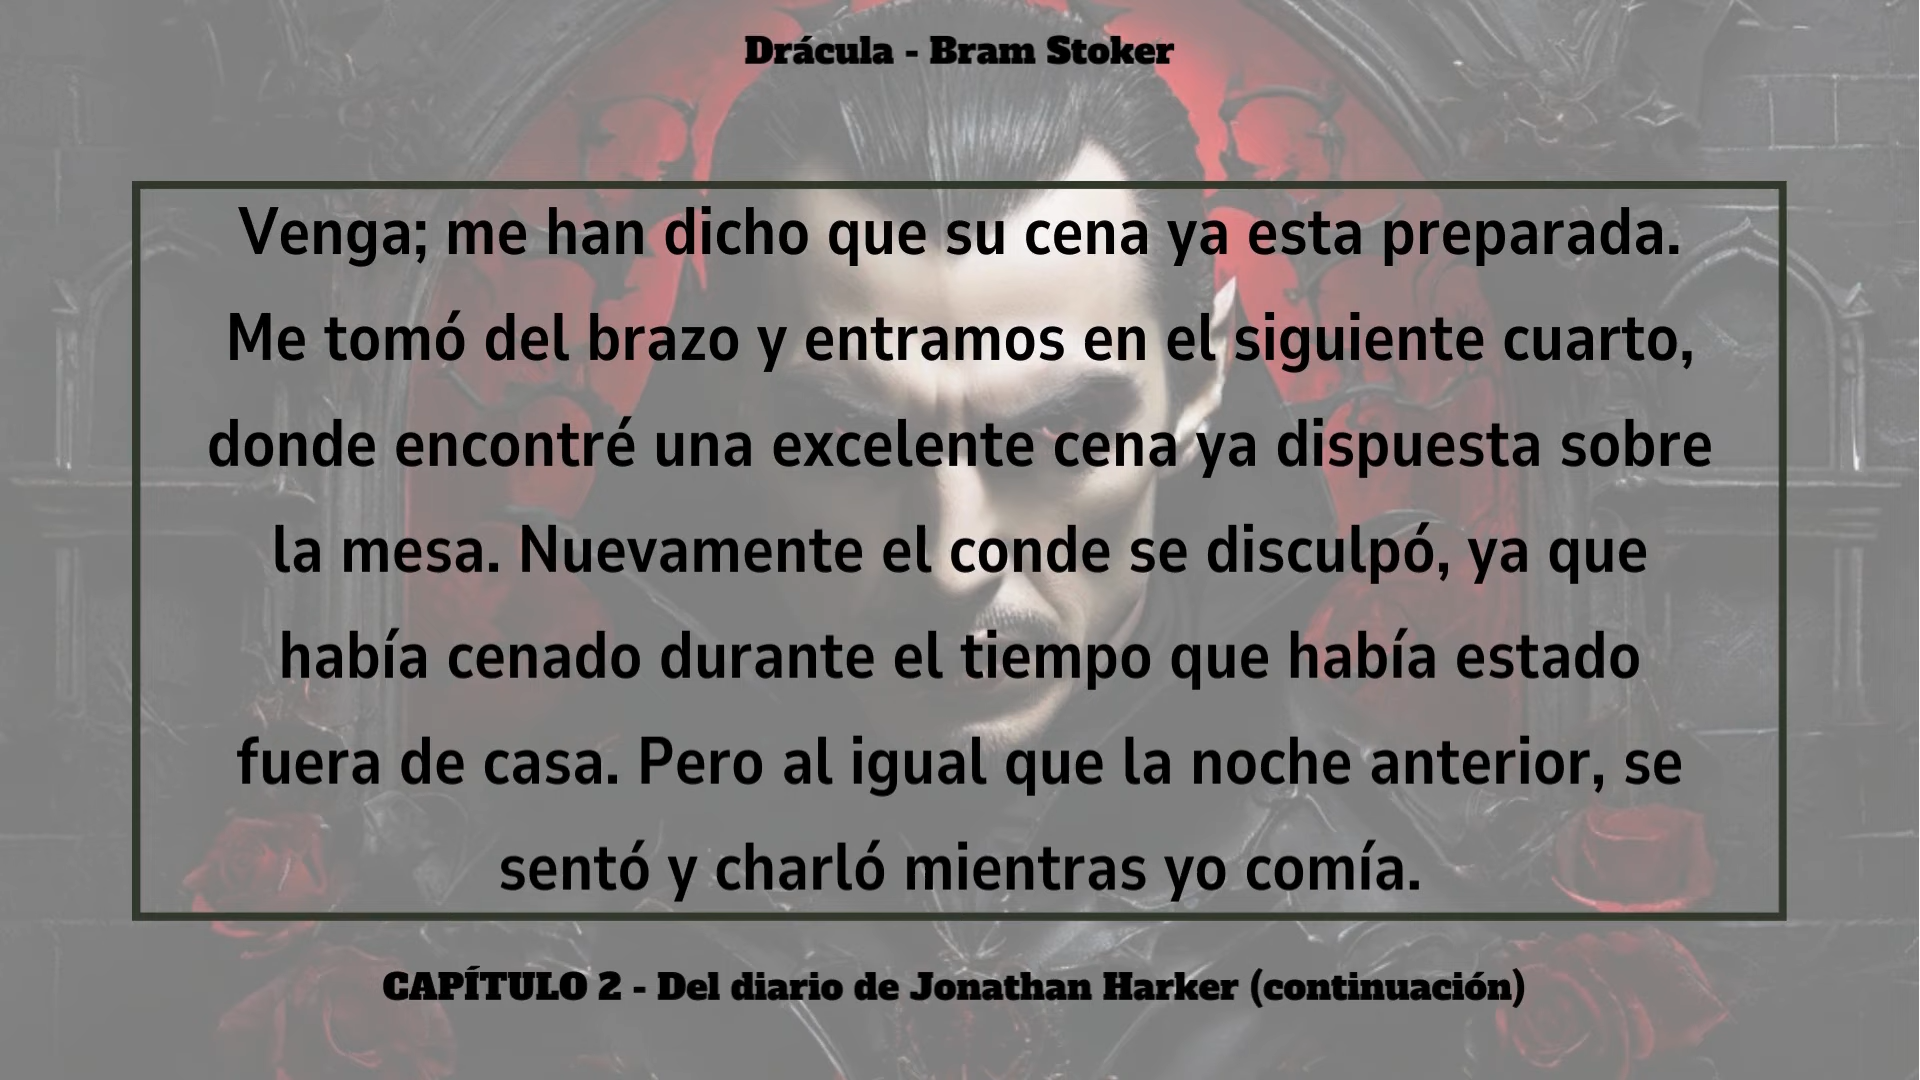 Drácula - Bram Stoker
Venga; me han dicho que su cena ya esta preparada.
Me tomó del brazo y entramos en el siguiente cuarto,
donde encontré una excelente cena ya dispuesta sobre
la mesa. Nuevamente el conde se disculpó, ya que
había cenado durante el tiempo que había estado
fuera de casa. Pero al igual que la noche anterior, se
sentó y charló mientras yo comía.
CAPÍTULO 2 - Del diario de Jonathan Harker (continuación)